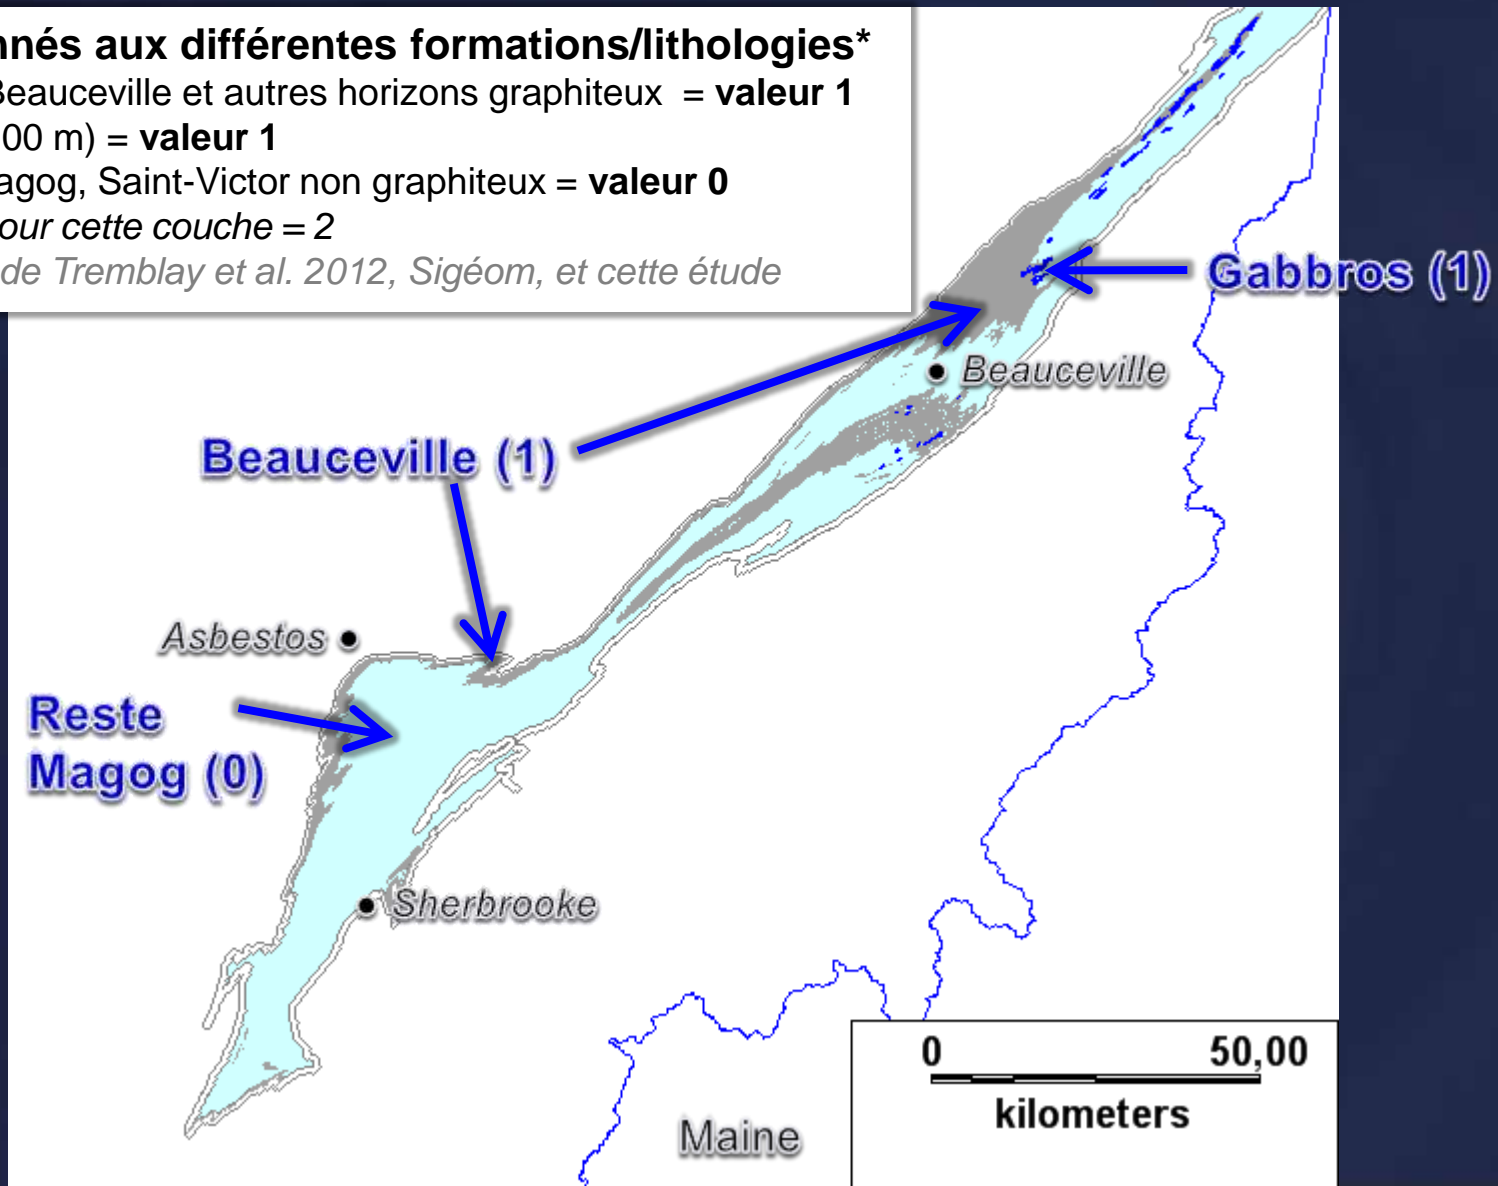 nnés aux différentes formations/lithologies*
Beauceville et autres horizons graphiteux = valeur 1
00 m) = valeur 1
agog, Saint-Victor non graphiteux = valeur 0
our cette couche = 2
de Tremblay et al. 2012, Sigéom, et cette étude
Gabbros (1)
Beauceville
Beauceville (1)
Asbestos
Reste
Magog (0)
Sherbrooke
0 50,00
kilometers
Maine